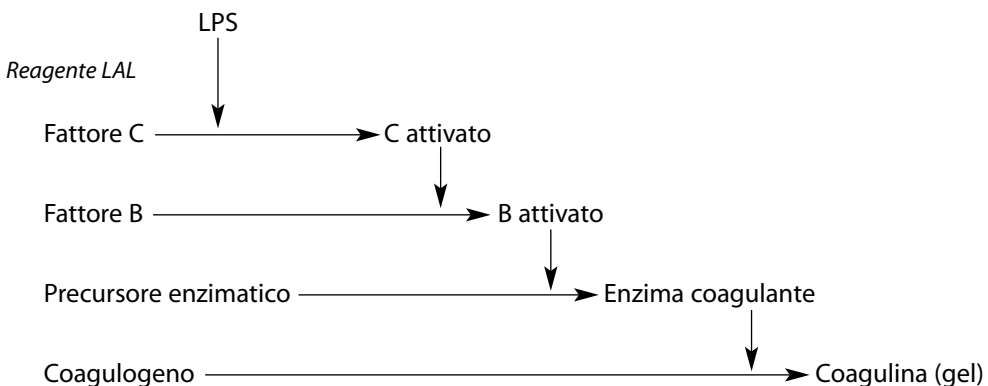 LPS
Reagente LAL
Fattore C C attivato
Fattore B B attivato
Precursore enzimatico Enzima coagulante
Coagulogeno Coagulina (gel)